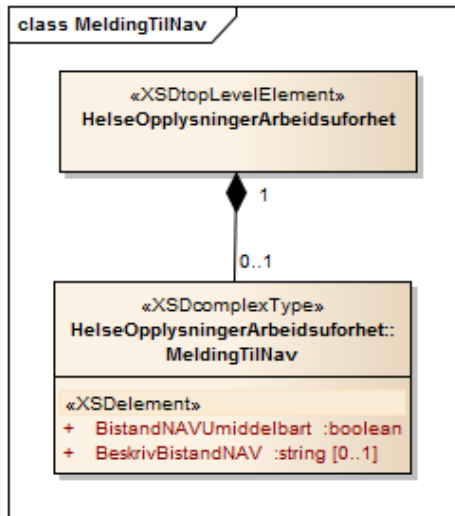 class MeldingTilNav
«XSDtopLevelElement»
HelseOpplysningerArbeidsuforhet
1
0..1
«XSDcomplexType»
HelseOpplysningerArbeidsuforhet::
MeldingTilNav
«XSDelement»
+ BistandNAVUmiddelbart :boolean
+ BeskrivBistandNAV :string [0..1]